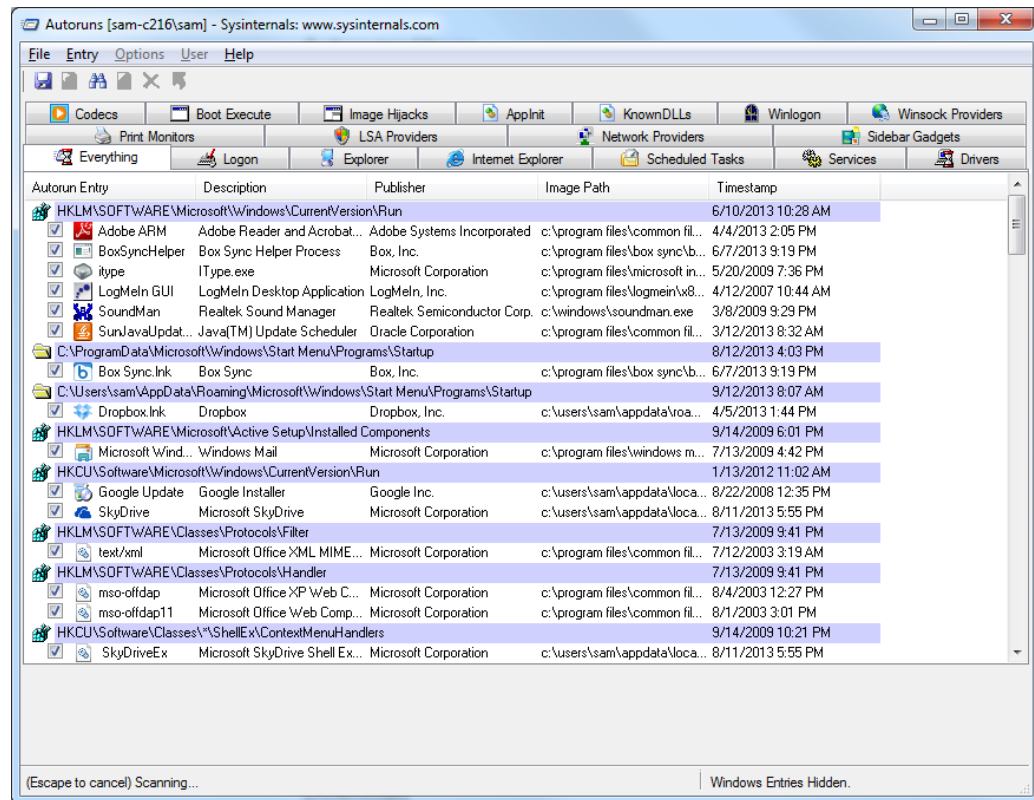 Autoruns [sam-c216\sam] - Sysinternals: www.sysinternals.com
File Entry Options User Help
Codecs Boot Execute Image Hijacks AppInit KnownDLLs Winlogon Winsock Providers
Print Monitors LSA Providers Network Providers Sidebar Gadgets
Everything Logon Explorer Internet Explorer Scheduled Tasks Services Drivers
Autorun Entry Description Publisher Image Path Timestamp
HKLM\SOFTWARE\Microsoft\Windows\CurrentVersion\Run 6/10/2013 10:28 AM
Adobe ARM Adobe Reader and Acrobat... Adobe Systems Incorporated c:\program files\common fil... 4/4/2013 2:05 PM
BoxSyncHelper Box Sync Helper Process Box, Inc. c:\program files\box sync\b... 6/7/2013 9:19 PM
itype IType.exe Microsoft Corporation c:\program files\microsoft in... 5/20/2009 7:36 PM
LogMeIn GUI LogMeIn Desktop Application LogMeIn, Inc. c:\program files\logmein\x8... 4/12/2007 10:44 AM
SoundMan Realtek Sound Manager Realtek Semiconductor Corp. c:\windows\soundman.exe 3/8/2009 9:29 PM
SunJavaUpdat... Java(TM) Update Scheduler Oracle Corporation c:\program files\common fil... 3/12/2013 8:32 AM
C:\ProgramData\Microsoft\Windows\Start Menu\Programs\Startup 8/12/2013 4:03 PM
Box Sync.lnk Box Sync Box, Inc. c:\program files\box sync\b... 6/7/2013 9:19 PM
C:\Users\sam\AppData\Roaming\Microsoft\Windows\Start Menu\Programs\Startup 9/12/2013 8:07 AM
Dropbox.lnk Dropbox Dropbox, Inc. c:\users\sam\appdata\roa... 4/5/2013 1:44 PM
HKLM\SOFTWARE\Microsoft\Active Setup\Installed Components 9/14/2009 6:01 PM
Microsoft Wind... Windows Mail Microsoft Corporation c:\program files\windows m... 7/13/2009 4:42 PM
HKCU\Software\Microsoft\Windows\CurrentVersion\Run 1/13/2012 11:02 AM
Google Update Google Installer Google Inc. c:\users\sam\appdata\loca... 8/22/2008 12:35 PM
SkyDrive Microsoft SkyDrive Microsoft Corporation c:\users\sam\appdata\loca... 8/11/2013 5:55 PM
HKLM\SOFTWARE\Classes\Protocols\Filter 7/13/2009 9:41 PM
text/xml Microsoft Office XML MIME... Microsoft Corporation c:\program files\common fil... 7/12/2003 3:19 AM
HKLM\SOFTWARE\Classes\Protocols\Handler 7/13/2009 9:41 PM
mso-offdap Microsoft Office XP Web C... Microsoft Corporation c:\program files\common fil... 8/4/2003 12:27 PM
mso-offdap11 Microsoft Office Web Comp... Microsoft Corporation c:\program files\common fil... 8/1/2003 3:01 PM
HKCU\Software\Classes\*\ShellEx\ContextMenuHandlers 9/14/2009 10:21 PM
SkyDriveEx Microsoft SkyDrive Shell Ex... Microsoft Corporation c:\users\sam\appdata\loca... 8/11/2013 5:55 PM
(Escape to cancel) Scanning... Windows Entries Hidden.